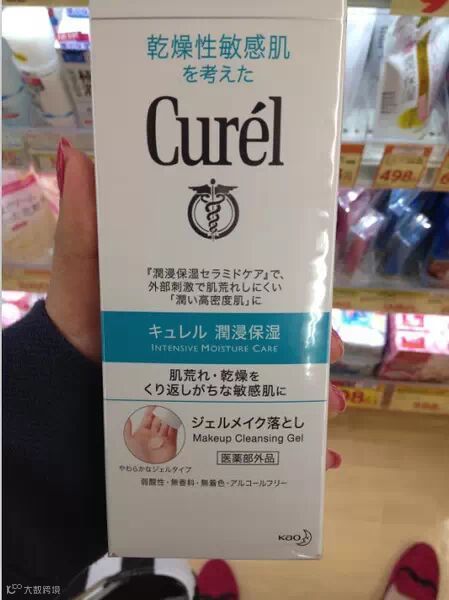 乾燥性敏感肌
を考えた
Curél
『潤浸保湿セラミドケア』で、
外部刺激で肌荒れしにくい
「潤い高密度肌」に
キュレル 潤浸保湿
INTENSIVE MOISTURE CARE
肌荒れ・乾燥を
くり返しがちな敏感肌に
ジェルメイク落とし
Makeup Cleansing Gel
医薬部外品
やわらかなジェルタイプ
弱酸性・無香料・無着色・アルコールフリー
Kao
498
大数跨境